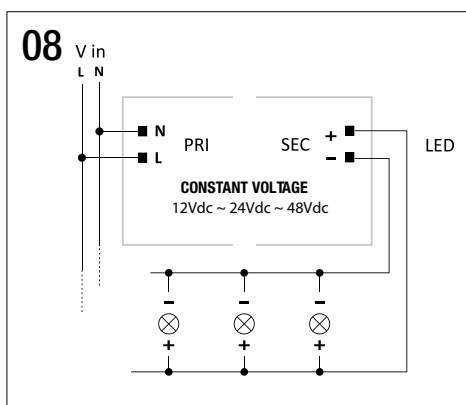 08 V in
L N
N PRI SEC + LED
L −
CONSTANT VOLTAGE
12Vdc ~ 24Vdc ~ 48Vdc
− − −
+ + +